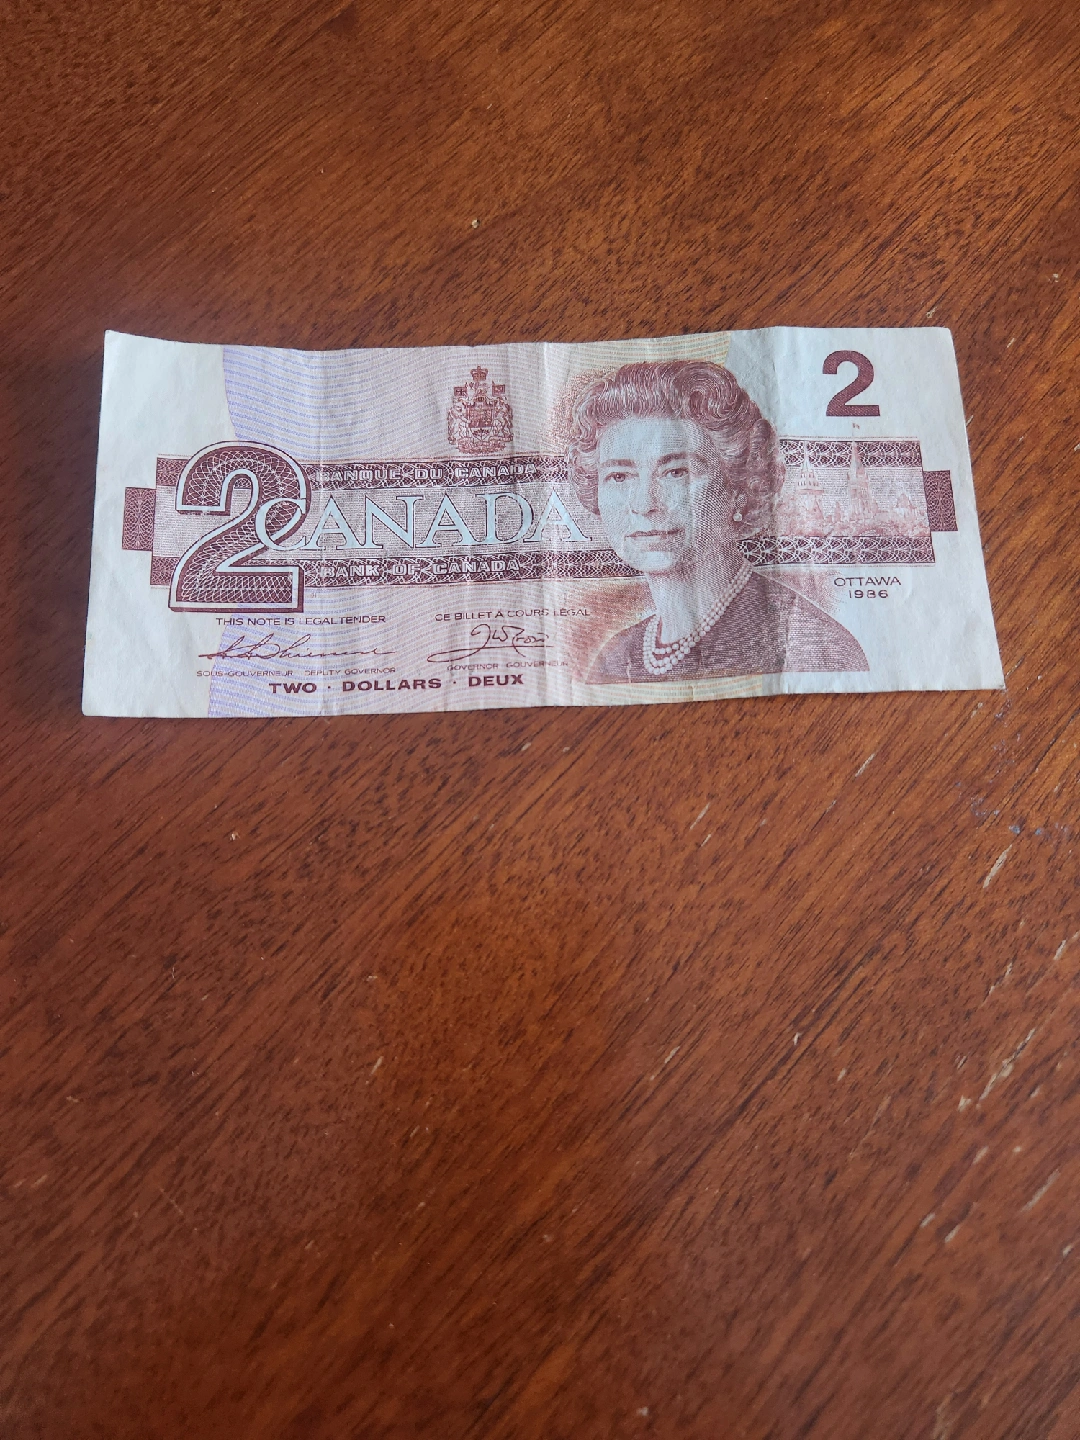 2
BANQUE DU CANADA
2 CANADA
BANK OF CANADA
OTTAWA
1986
THIS NOTE IS LEGAL TENDER
CE BILLET A COURS LÉGAL
SOUS-GOUVERNEUR DEPUTY GOVERNOR
GOVERNOR GOUVERNEUR
TWO · DOLLARS · DEUX